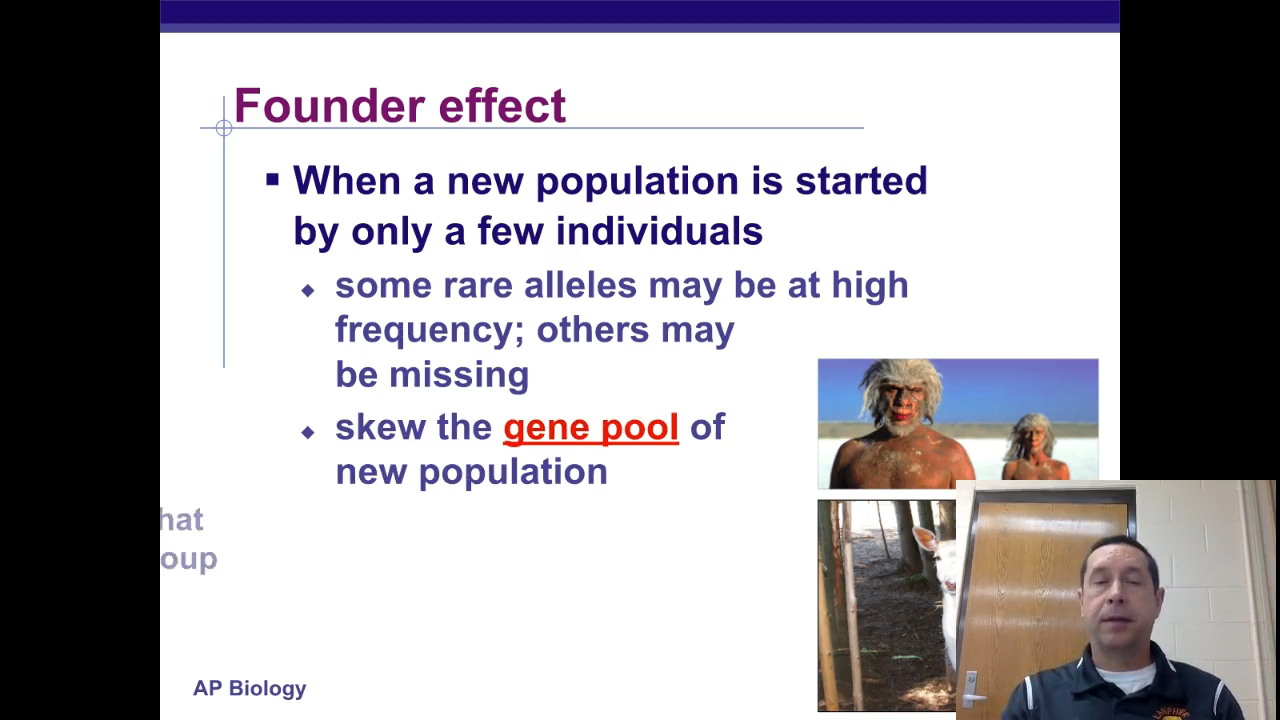 Founder effect
When a new population is started
by only a few individuals
some rare alleles may be at high
frequency; others may
be missing
skew the gene pool of
new population
hat
oup
AP Biology